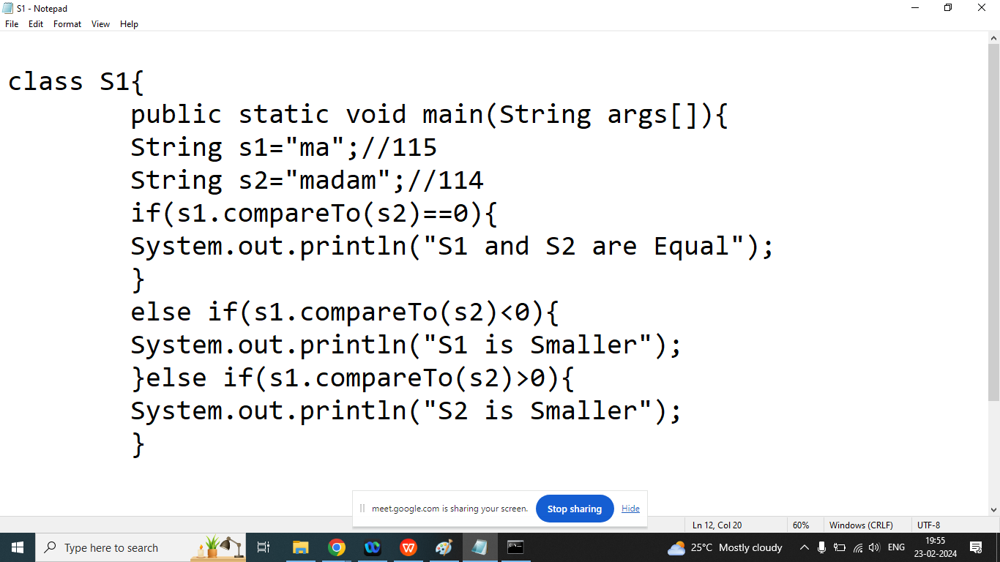 S1 - Notepad
File Edit Format View Help
class S1{
public static void main(String args[]){
String s1="ma";//115
String s2="madam";//114
if(s1.compareTo(s2)==0){
System.out.println("S1 and S2 are Equal");
}
else if(s1.compareTo(s2)<0){
System.out.println("S1 is Smaller");
}else if(s1.compareTo(s2)>0){
System.out.println("S2 is Smaller");
}
meet.google.com is sharing your screen. Stop sharing Hide
Ln 12, Col 20 60% Windows (CRLF) UTF-8
Type here to search 25°C Mostly cloudy ENG 19:55
23-02-2024